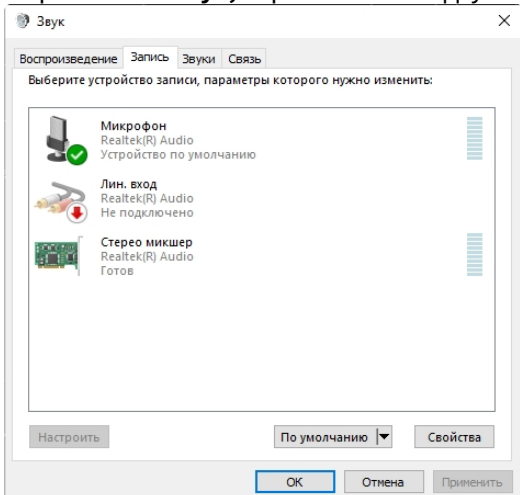 Звук
Воспроизведение Запись Звуки Связь
Выберите устройство записи, параметры которого нужно изменить:
Микрофон
Realtek(R) Audio
Устройство по умолчанию
Лин. вход
Realtek(R) Audio
Не подключено
Стерео микшер
Realtek(R) Audio
Готов
Настроить По умолчанию Свойства
ОК Отмена Применить